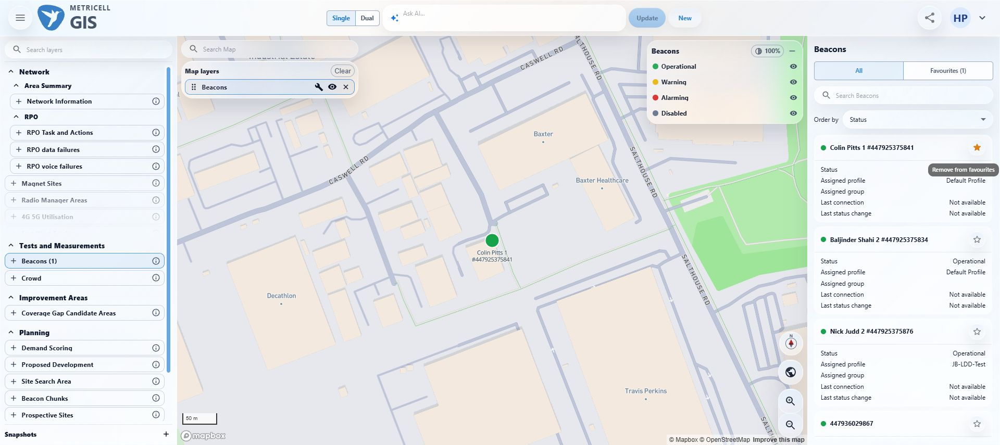 METRICELL
GIS
Single
Dual
Ask AI...
Update
New
HP
Search layers
Network
Area Summary
Network Information
RPO
RPO Task and Actions
RPO data failures
RPO voice failures
Magnet Sites
Radio Manager Areas
4G 5G Utilisation
Tests and Measurements
Beacons (1)
Crowd
Improvement Areas
Coverage Gap Candidate Areas
Planning
Demand Scoring
Proposed Development
Site Search Area
Beacon Chunks
Prospective Sites
Snapshots
Search Map
Industrial Estate
Map layers
Clear
Beacons
CASWELL RD
SALTHOUSE RD
Baxter
CASWELL RD
SALTHOUSE RD
Baxter Healthcare
Colin Pitts 1
#447925375841
SALTHOUSE RD
Decathlon
Travis Perkins
N
50 m
mapbox
© Mapbox © OpenStreetMap Improve this map
Beacons
100%
Operational
Warning
Alarming
Disabled
Beacons
All
Favourites (1)
Search Beacons
Order by
Status
Colin Pitts 1 #447925375841
Remove from favourites
Status
Assigned profile Default Profile
Assigned group
Last connection Not available
Last status change Not available
Baljinder Shahi 2 #447925375834
Status Operational
Assigned profile Default Profile
Assigned group
Last connection Not available
Last status change Not available
Nick Judd 2 #447925375876
Status Operational
Assigned profile JB-LDD-Test
Assigned group
Last connection Not available
Last status change Not available
447936029867